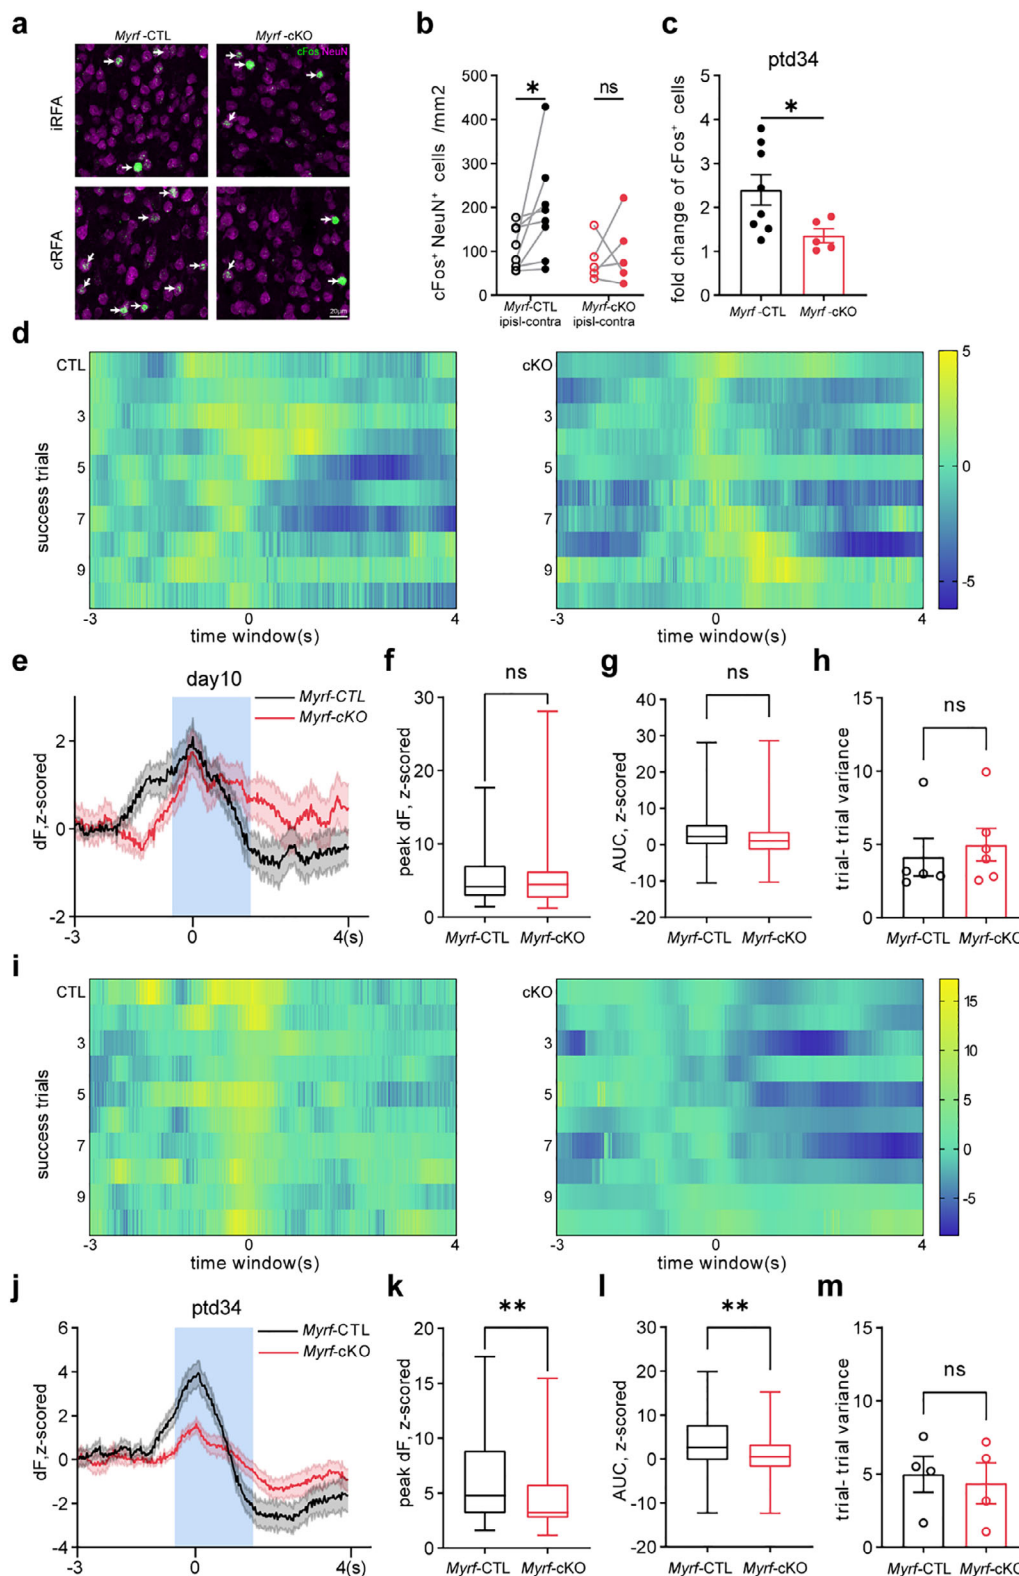 a
Myrf-CTL
Myrf-cKO
cFos NeuN
iRFA
cRFA
20μm
b
cFos⁺ NeuN⁺ cells /mm2
500
400
300
200
100
0
*
ns
Myrf-CTL
ipisl-contra
Myrf-cKO
ipisl-contra
c
ptd34
fold change of cFos⁺ cells
5
4
3
2
1
0
*
Myrf-CTL
Myrf-cKO
d
CTL
3
5
7
9
success trials
-3
0
4
time window(s)
cKO
3
5
7
9
-3
0
4
time window(s)
5
0
-5
e
day10
Myrf-CTL
Myrf-cKO
dF,z-scored
2
0
-2
-3
0
4(s)
f
ns
peak dF, z-scored
30
20
10
0
Myrf-CTL
Myrf-cKO
g
ns
AUC, z-scored
40
30
20
10
0
-10
-20
Myrf-CTL
Myrf-cKO
h
ns
trial- trial variance
15
10
5
0
Myrf-CTL
Myrf-cKO
i
CTL
3
5
7
9
success trials
-3
0
4
time window(s)
cKO
3
5
7
9
-3
0
4
time window(s)
15
10
5
0
-5
j
ptd34
Myrf-CTL
Myrf-cKO
dF,z-scored
6
4
2
0
-2
-4
-3
0
4(s)
k
**
peak dF, z-scored
20
15
10
5
0
Myrf-CTL
Myrf-cKO
l
**
AUC, z-scored
30
20
10
0
-10
-20
Myrf-CTL
Myrf-cKO
m
ns
trial- trial variance
15
10
5
0
Myrf-CTL
Myrf-cKO